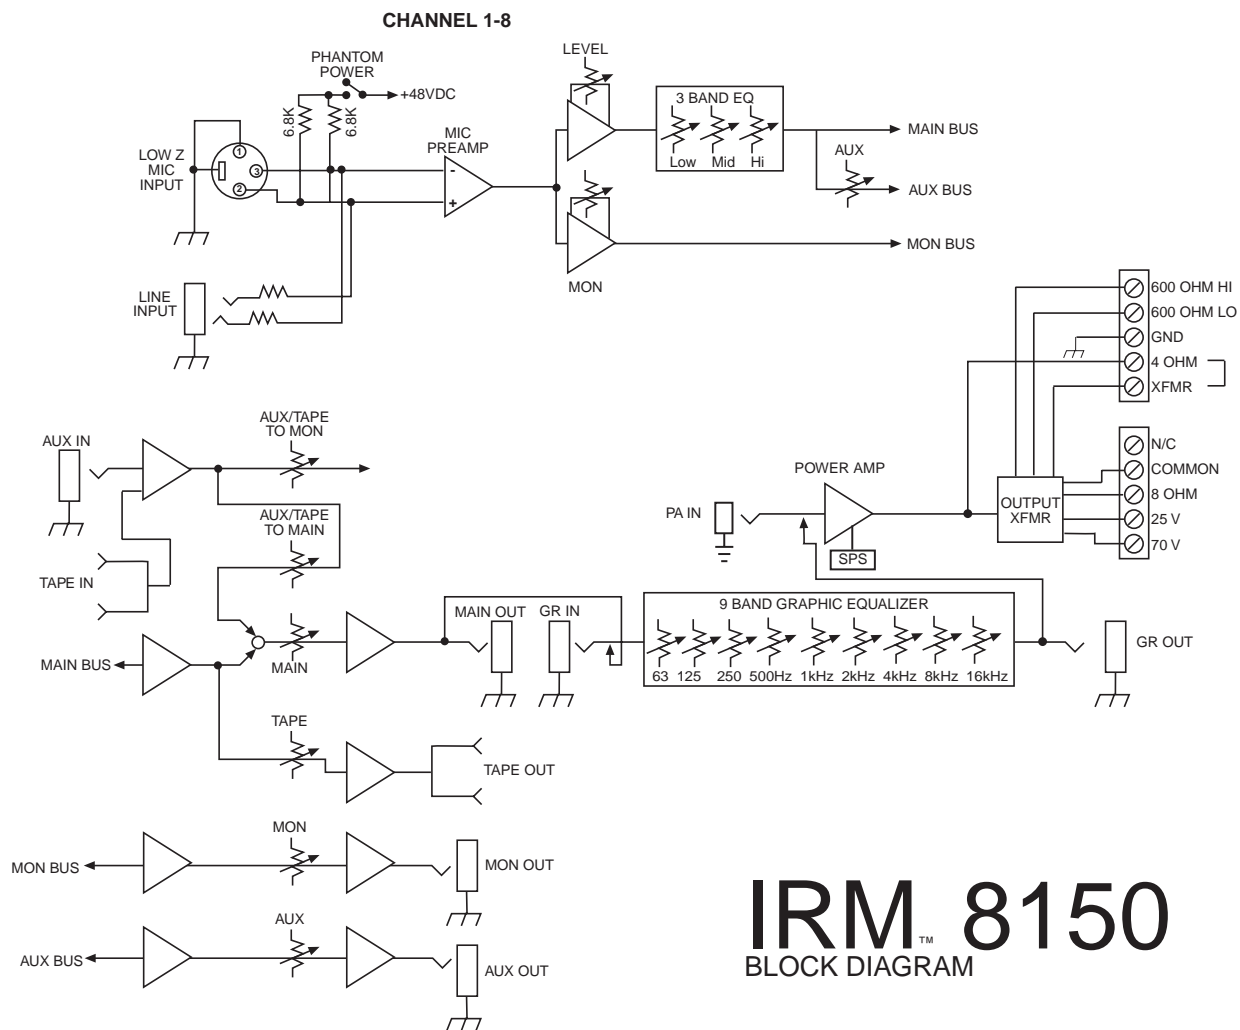 CHANNEL 1-8
PHANTOM
POWER
+48VDC
6.8K
6.8K
LOW Z
MIC
INPUT
1
3
2
MIC
PREAMP
-
+
LEVEL
3 BAND EQ
Low Mid Hi
MAIN BUS
AUX
AUX BUS
MON BUS
MON
LINE
INPUT
600 OHM HI
600 OHM LO
GND
4 OHM
XFMR
N/C
COMMON
8 OHM
25 V
70 V
OUTPUT
XFMR
POWER AMP
PA IN
SPS
AUX IN
AUX/TAPE
TO MON
AUX/TAPE
TO MAIN
TAPE IN
MAIN BUS
MAIN
MAIN OUT
GR IN
9 BAND GRAPHIC EQUALIZER
63 125 250 500Hz 1kHz 2kHz 4kHz 8kHz 16kHz
GR OUT
TAPE
TAPE OUT
MON BUS
MON
MON OUT
AUX BUS
AUX
AUX OUT
IRM™ 8150
BLOCK DIAGRAM